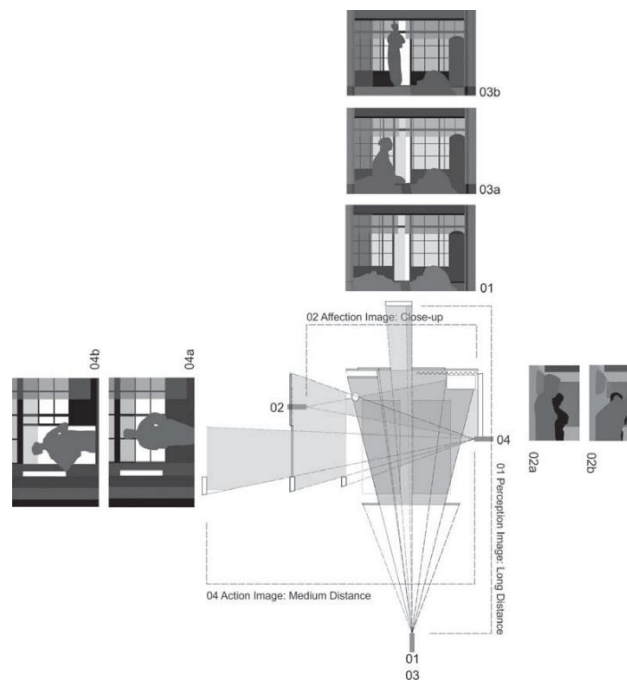 03b
03a
01
02 Affection Image: Close-up
04b
04a
02
04
02a
02b
01 Perception Image: Long Distance
04 Action Image: Medium Distance
01
03